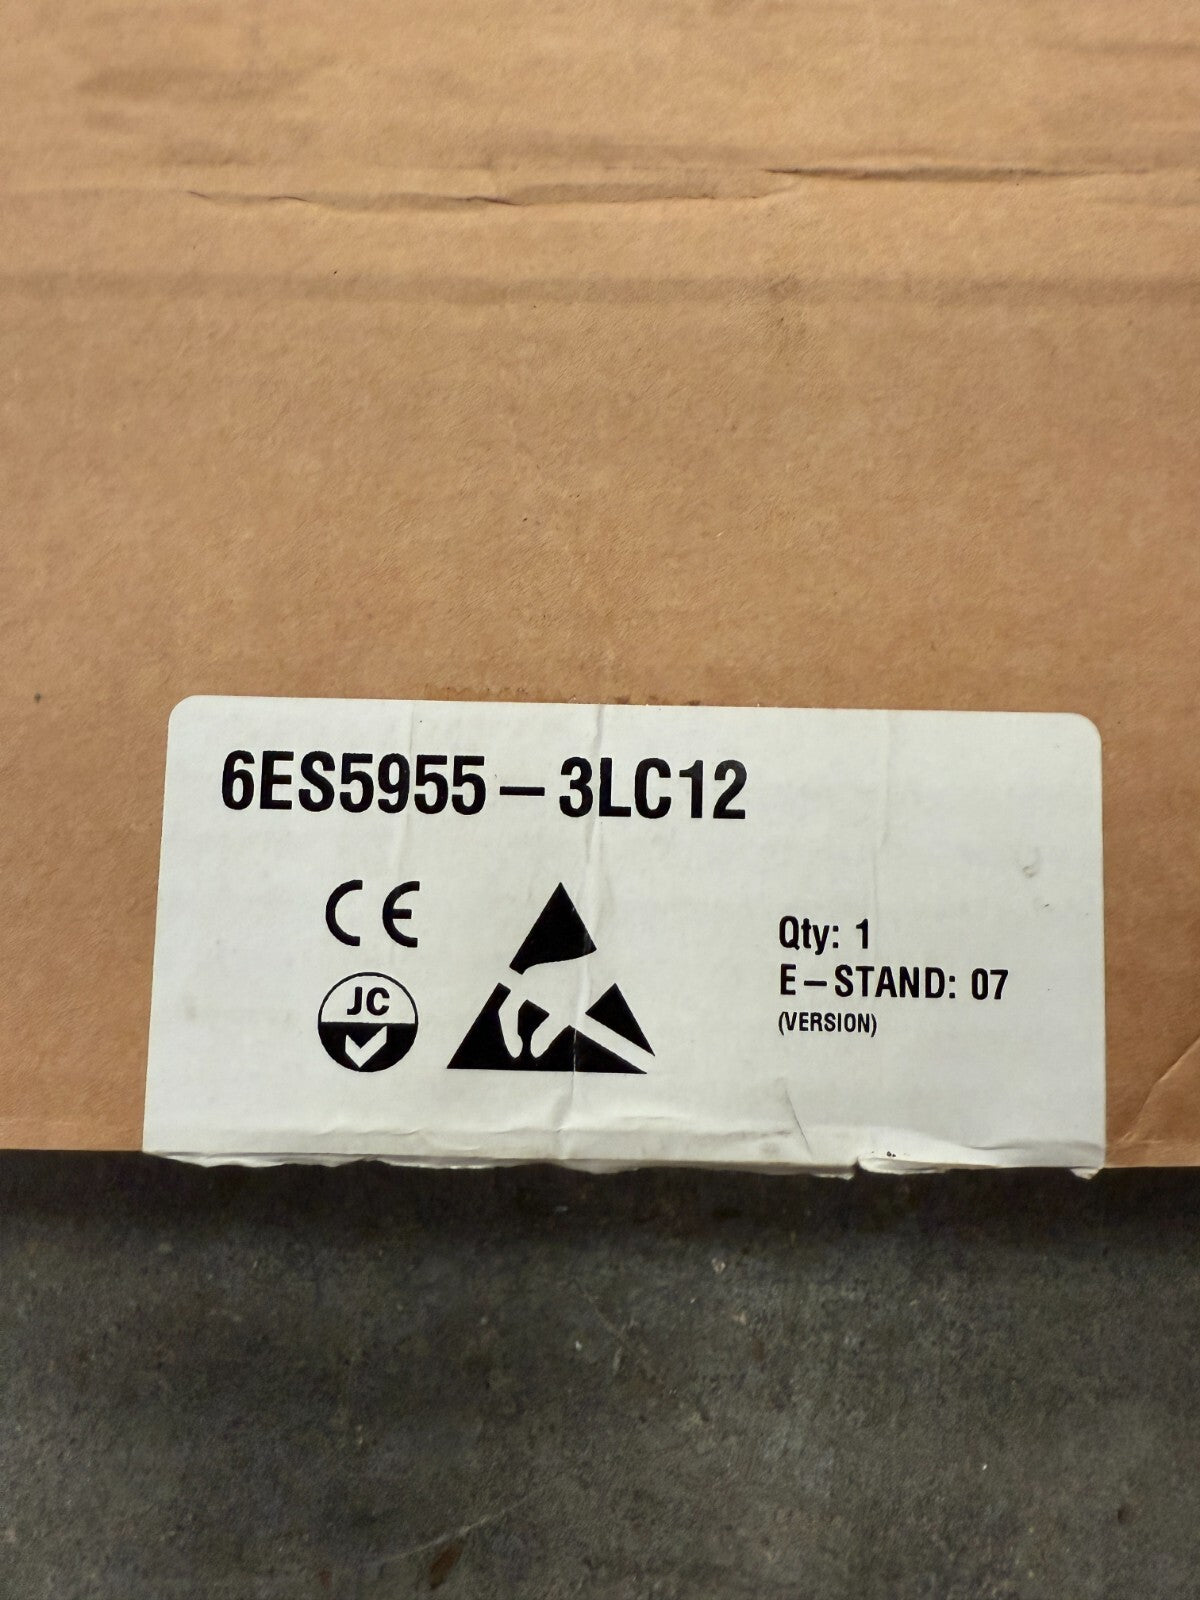 6ES5955-3LC12
CE
JC
Qty: 1
E-STAND: 07
(VERSION)